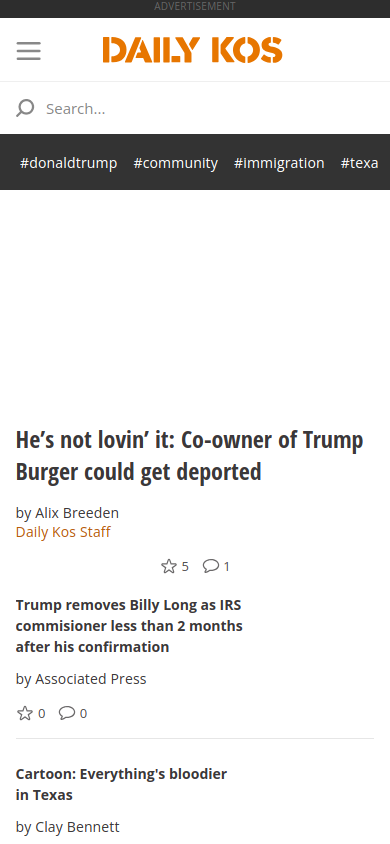 ADVERTISEMENT
DAILY KOS
Search...
#donaldtrump #community #immigration #texa
He’s not lovin’ it: Co-owner of Trump
Burger could get deported
by Alix Breeden
Daily Kos Staff
5 1
Trump removes Billy Long as IRS
commisioner less than 2 months
after his confirmation
by Associated Press
0 0
Cartoon: Everything's bloodier
in Texas
by Clay Bennett